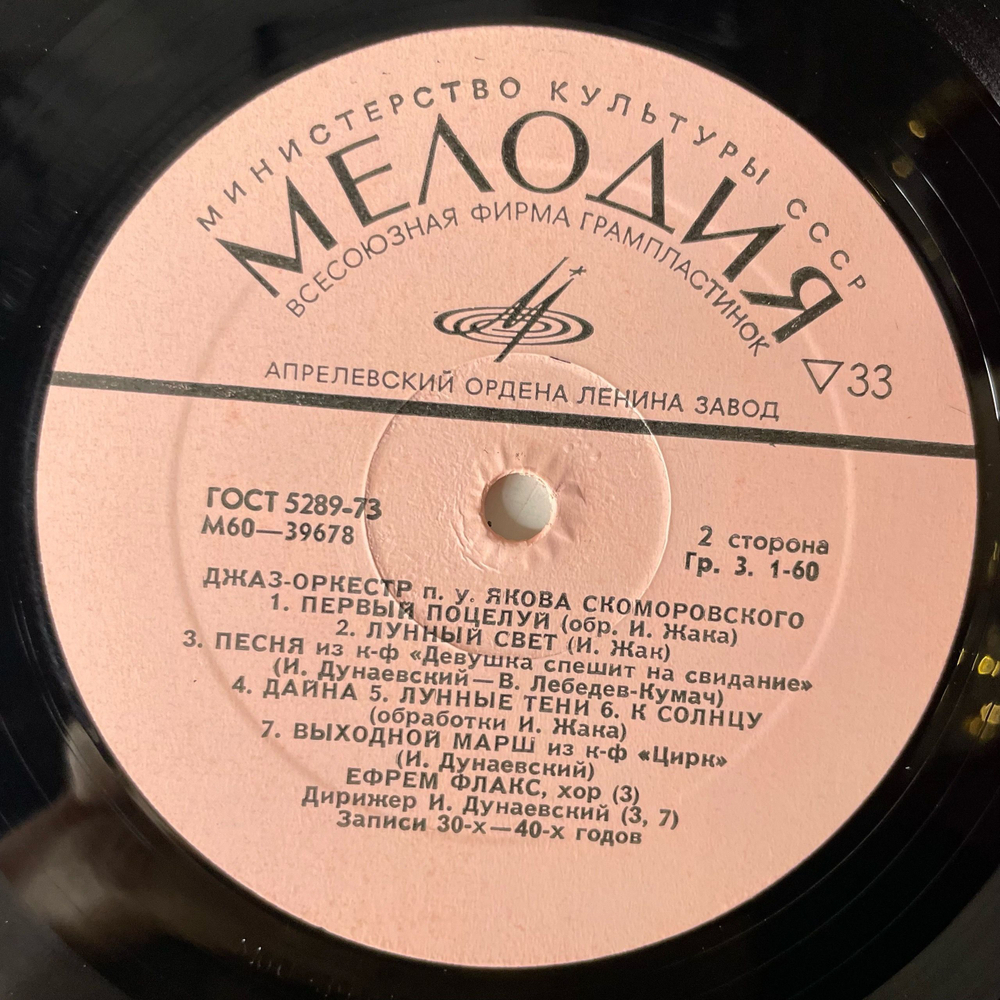 МИНИСТЕРСТВО КУЛЬТУРЫ СССР
МЕЛОДИЯ
ВСЕСОЮЗНАЯ ФИРМА ГРАМПЛАСТИНОК
АПРЕЛЕВСКИЙ ОРДЕНА ЛЕНИНА ЗАВОД
33
ГОСТ 5289-73
М60—39678
2 сторона
Гр. 3. 1-60
ДЖАЗ-ОРКЕСТР п. у. ЯКОВА СКОМОРОВСКОГО
1. ПЕРВЫЙ ПОЦЕЛУЙ (обр. И. Жака)
2. ЛУННЫЙ СВЕТ (И. Жак)
3. ПЕСНЯ из к-ф «Девушка спешит на свидание»
(И. Дунаевский—В. Лебедев-Кумач)
4. ДАЙНА 5. ЛУННЫЕ ТЕНИ 6. К СОЛНЦУ
(обработки И. Жака)
7. ВЫХОДНОЙ МАРШ из к-ф «Цирк»
(И. Дунаевский)
ЕФРЕМ ФЛАКС, хор (3)
Дирижер И. Дунаевский (3, 7)
Записи 30-х—40-х годов